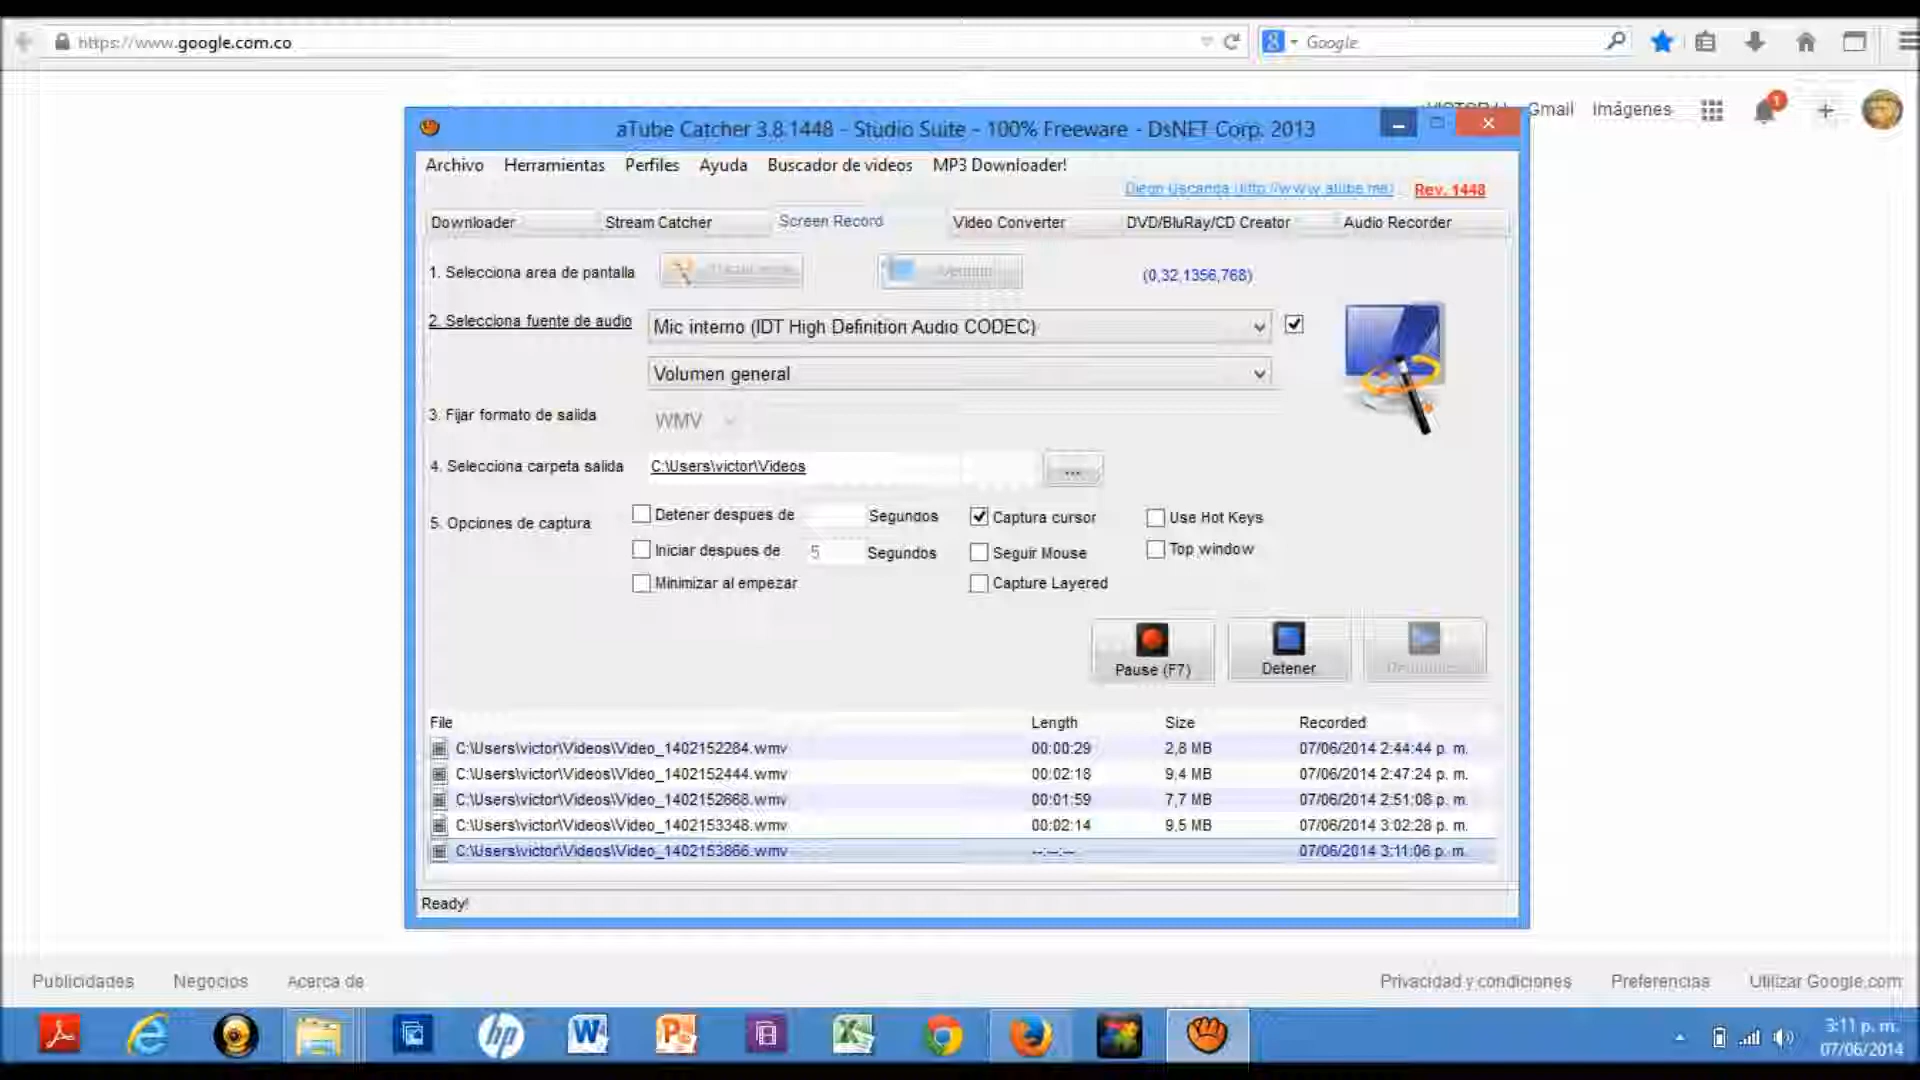 https://www.google.com.co
Google
Gmail Imágenes
1
aTube Catcher 3.8.1448 - Studio Suite - 100% Freeware - DsNET Corp. 2013
Archivo Herramientas Perfiles Ayuda Buscador de videos MP3 Downloader!
Diego Uscanga (http://www.atube.me) Rev. 1448
Downloader Stream Catcher Screen Record Video Converter DVD/BluRay/CD Creator Audio Recorder
1. Selecciona area de pantalla (0,32,1356,768)
2. Selecciona fuente de audio Mic interno (IDT High Definition Audio CODEC)
Volumen general
3. Fijar formato de salida WMV
4. Selecciona carpeta salida C:\Users\victor\Videos ...
5. Opciones de captura
Detener despues de Segundos Captura cursor Use Hot Keys
Iniciar despues de 5 Segundos Seguir Mouse Top window
Minimizar al empezar Capture Layered
Pause (F7) Detener
File Length Size Recorded
C:\Users\victor\Videos\Video_1402152284.wmv 00:00:29 2,8 MB 07/06/2014 2:44:44 p. m.
C:\Users\victor\Videos\Video_1402152444.wmv 00:02:18 9,4 MB 07/06/2014 2:47:24 p. m.
C:\Users\victor\Videos\Video_1402152668.wmv 00:01:59 7,7 MB 07/06/2014 2:51:08 p. m.
C:\Users\victor\Videos\Video_1402153348.wmv 00:02:14 9,5 MB 07/06/2014 3:02:28 p. m.
C:\Users\victor\Videos\Video_1402153866.wmv --:--:-- 07/06/2014 3:11:06 p. m.
Ready!
Publicidades Negocios Acerca de Privacidad y condiciones Preferencias Utilizar Google.com
3:11 p. m.
07/06/2014